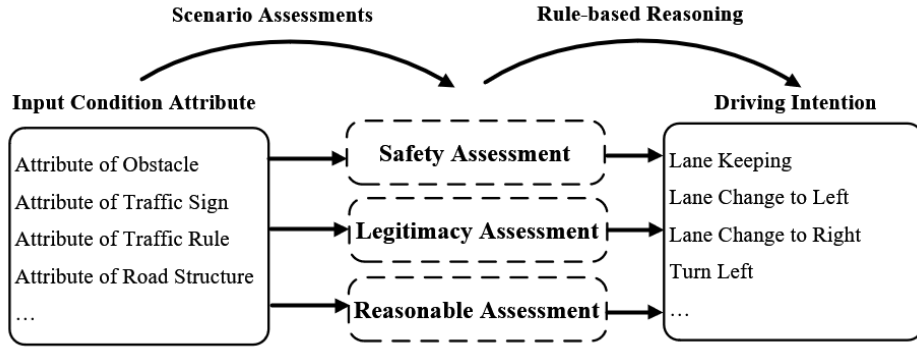 Scenario Assessments
Rule-based Reasoning
Input Condition Attribute
Driving Intention
Attribute of Obstacle
Attribute of Traffic Sign
Attribute of Traffic Rule
Attribute of Road Structure
…
Safety Assessment
Legitimacy Assessment
Reasonable Assessment
Lane Keeping
Lane Change to Left
Lane Change to Right
Turn Left
…